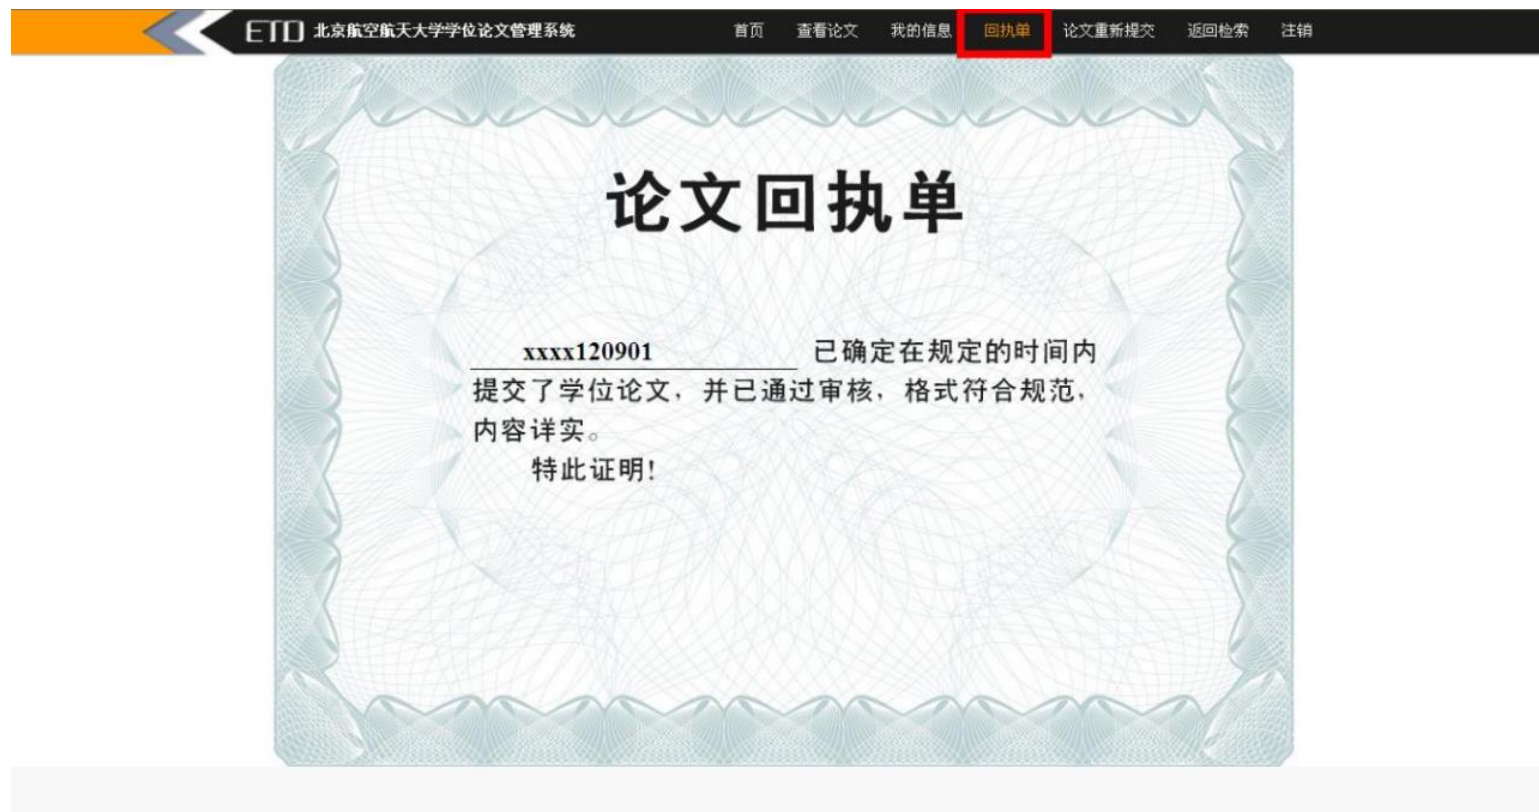 ETD 北京航空航天大学学位论文管理系统 首页 查看论文 我的信息 回执单 论文重新提交 返回检索 注销
论文回执单
xxxx120901 已确定在规定的时间内
提交了学位论文，并已通过审核，格式符合规范，
内容详实。
特此证明!